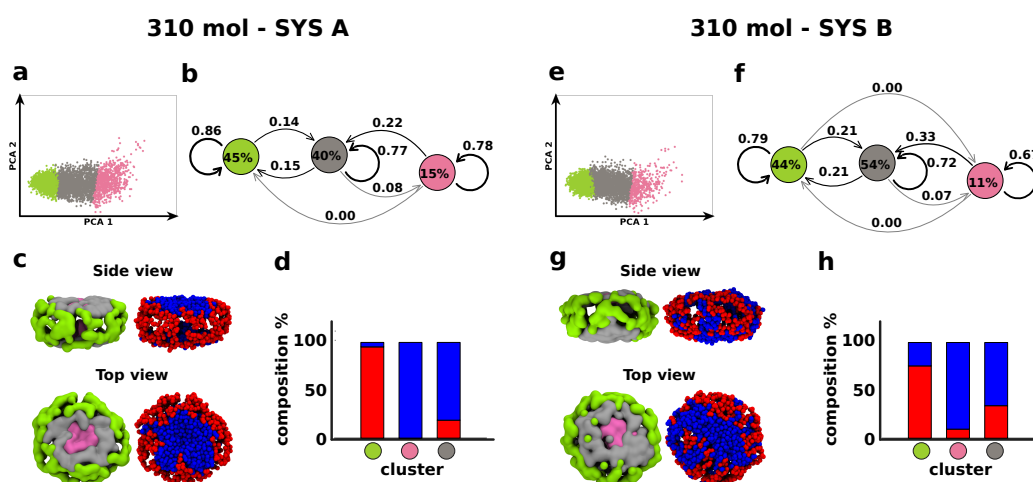 310 mol - SYS A
310 mol - SYS B
a
b
e
f
PCA 2
PCA 1
0.86
0.14
0.22
0.78
45%
40%
15%
0.77
0.15
0.08
0.00
PCA 2
PCA 1
0.00
0.79
0.21
0.33
0.67
44%
54%
11%
0.72
0.21
0.07
0.00
c
Side view
Top view
d
composition %
100
50
0
cluster
g
Side view
Top view
h
composition %
100
50
0
cluster